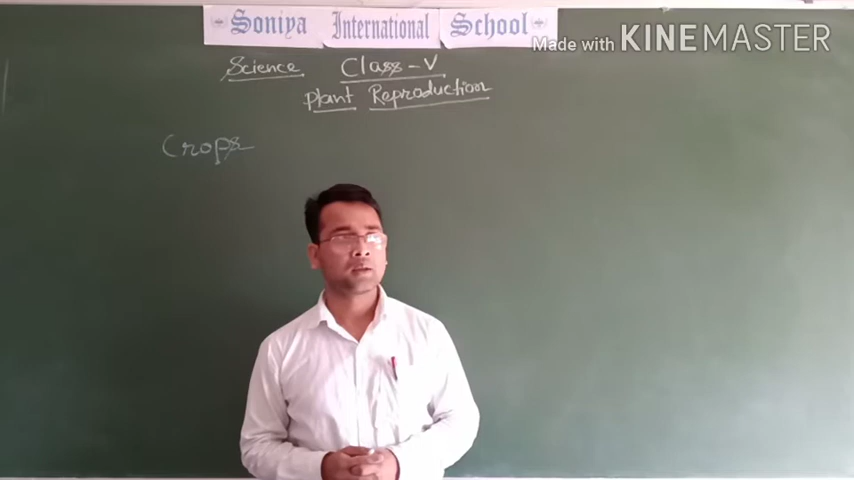 SONIYA INTERNATIONAL SCHOOL
Made with KINEMASTER
Science Class - V
Plant Reproduction
Crops